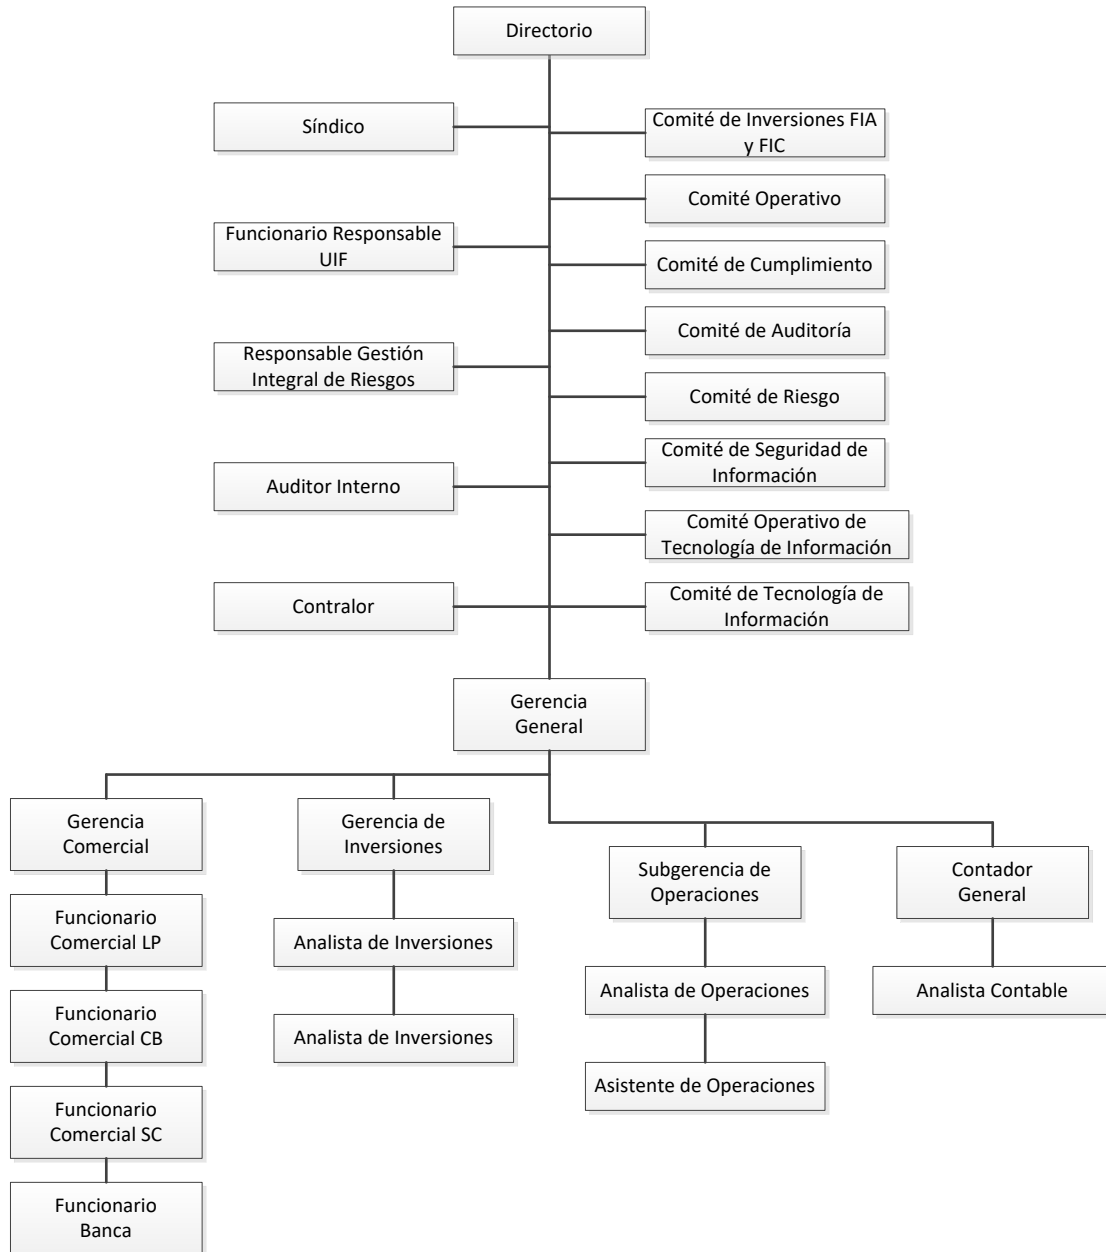 Directorio
Síndico
Comité de Inversiones FIA
y FIC
Comité Operativo
Funcionario Responsable
UIF
Comité de Cumplimiento
Comité de Auditoría
Responsable Gestión
Integral de Riesgos
Comité de Riesgo
Comité de Seguridad de
Información
Auditor Interno
Comité Operativo de
Tecnología de Información
Contralor
Comité de Tecnología de
Información
Gerencia
General
Gerencia
Comercial
Gerencia de
Inversiones
Subgerencia de
Operaciones
Contador
General
Funcionario
Comercial LP
Analista de Inversiones
Analista de Operaciones
Analista Contable
Funcionario
Comercial CB
Analista de Inversiones
Asistente de Operaciones
Funcionario
Comercial SC
Funcionario
Banca